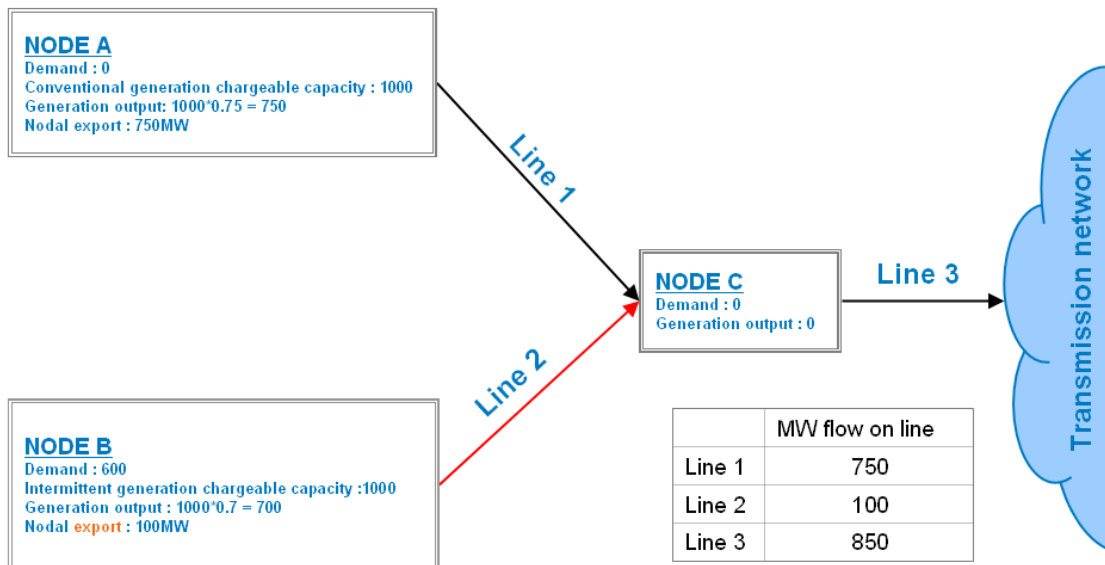 NODE A
Demand : 0
Conventional generation chargeable capacity : 1000
Generation output: 1000*0.75 = 750
Nodal export : 750MW
Line 1
NODE C
Demand : 0
Generation output : 0
Line 3
Transmission network
Line 2
NODE B
Demand : 600
Intermittent generation chargeable capacity :1000
Generation output : 1000*0.7 = 700
Nodal export : 100MW
MW flow on line
Line 1 750
Line 2 100
Line 3 850